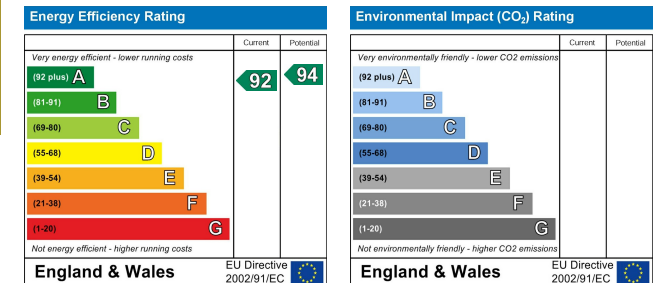 Energy Efficiency Rating
Current Potential
Very energy efficient - lower running costs
(92 plus) A
92 94
(81-91) B
(69-80) C
(55-68) D
(39-54) E
(21-38) F
(1-20) G
Not energy efficient - higher running costs
England & Wales
EU Directive
2002/91/EC
Environmental Impact (CO₂) Rating
Current Potential
Very environmentally friendly - lower CO2 emissions
(92 plus) A
(81-91) B
(69-80) C
(55-68) D
(39-54) E
(21-38) F
(1-20) G
Not environmentally friendly - higher CO2 emissions
England & Wales
EU Directive
2002/91/EC